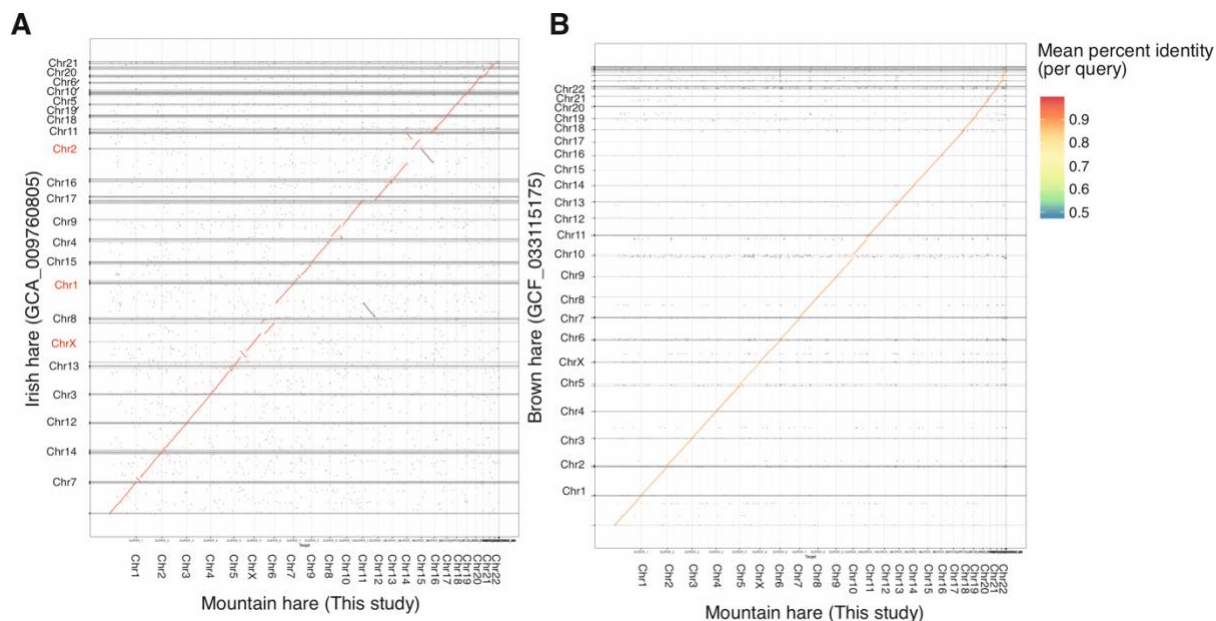 A
Chr21
Chr20
Chr6
Chr10
Chr5
Chr19
Chr18
Chr11
Chr2
Chr16
Chr17
Chr9
Chr4
Chr15
Chr1
Chr8
ChrX
Chr13
Chr3
Chr12
Chr14
Chr7
Irish hare (GCA_009760805)
Target
Chr1
Chr2
Chr3
Chr4
Chr5
ChrX
Chr6
Chr7
Chr9
Chr8
Chr10
Chr11
Chr12
Chr13
Chr14
Chr15
Chr16
Chr17
Chr18
Chr19
Chr20
Chr21
Chr22
Mountain hare (This study)
B
Chr22
Chr21
Chr20
Chr19
Chr18
Chr17
Chr16
Chr15
Chr14
Chr13
Chr12
Chr11
Chr10
Chr9
Chr8
Chr7
Chr6
ChrX
Chr5
Chr4
Chr3
Chr2
Chr1
Brown hare (GCF_033115175)
Target
Chr1
Chr2
Chr3
Chr4
Chr5
ChrX
Chr6
Chr7
Chr8
Chr9
Chr10
Chr11
Chr12
Chr13
Chr14
Chr15
Chr16
Chr17
Chr18
Chr19
Chr20
Chr21
Chr22
Mountain hare (This study)
Mean percent identity
(per query)
0.9
0.8
0.7
0.6
0.5